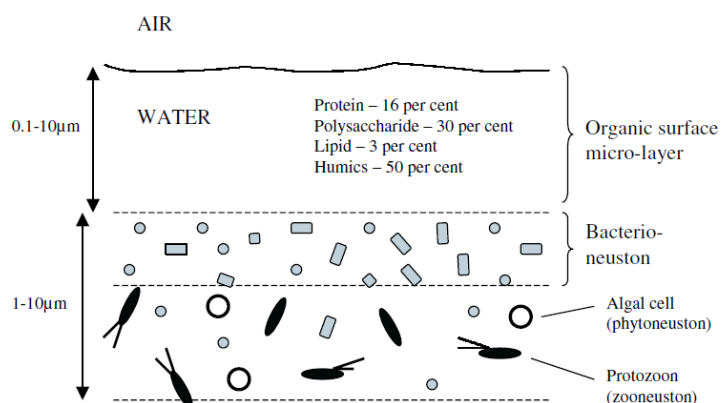 AIR
0.1-10µm
WATER
Protein – 16 per cent
Polysaccharide – 30 per cent
Lipid – 3 per cent
Humics – 50 per cent
Organic surface
micro-layer
Bacterio-
neuston
1-10µm
Algal cell
(phytoneuston)
Protozoon
(zooneuston)